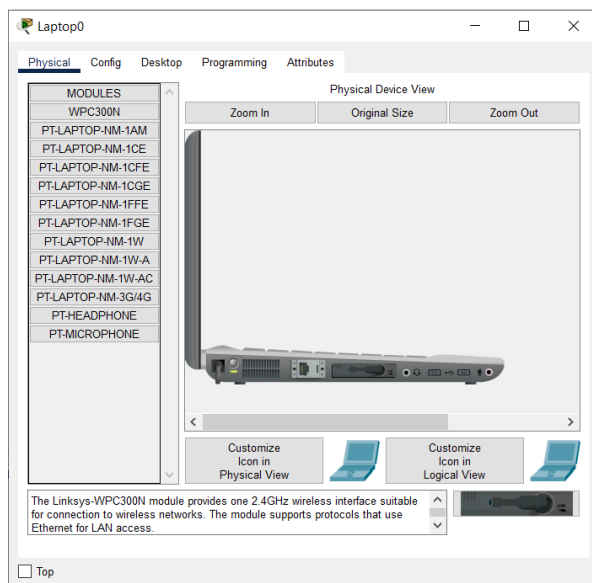 Laptop0
Physical Config Desktop Programming Attributes
MODULES
WPC300N
PT-LAPTOP-NM-1AM
PT-LAPTOP-NM-1CE
PT-LAPTOP-NM-1CFE
PT-LAPTOP-NM-1CGE
PT-LAPTOP-NM-1FFE
PT-LAPTOP-NM-1FGE
PT-LAPTOP-NM-1W
PT-LAPTOP-NM-1W-A
PT-LAPTOP-NM-1W-AC
PT-LAPTOP-NM-3G/4G
PT-HEADPHONE
PT-MICROPHONE
Physical Device View
Zoom In Original Size Zoom Out
Customize
Icon in
Physical View
Customize
Icon in
Logical View
The Linksys-WPC300N module provides one 2.4GHz wireless interface suitable
for connection to wireless networks. The module supports protocols that use
Ethernet for LAN access.
Top